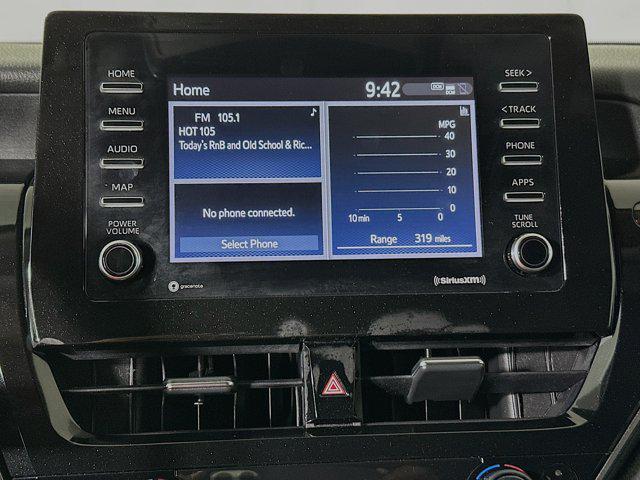 HOME
MENU
AUDIO
MAP
POWER
VOLUME
Home
9:42
DCM
FM 105.1
HOT 105
Today's RnB and Old School & Ric...
No phone connected.
Select Phone
MPG
40
30
20
10
0
10 min 5 0
Range 319 miles
SEEK >
< TRACK
PHONE
APPS
TUNE
SCROLL
gracenote
((SiriusXM))